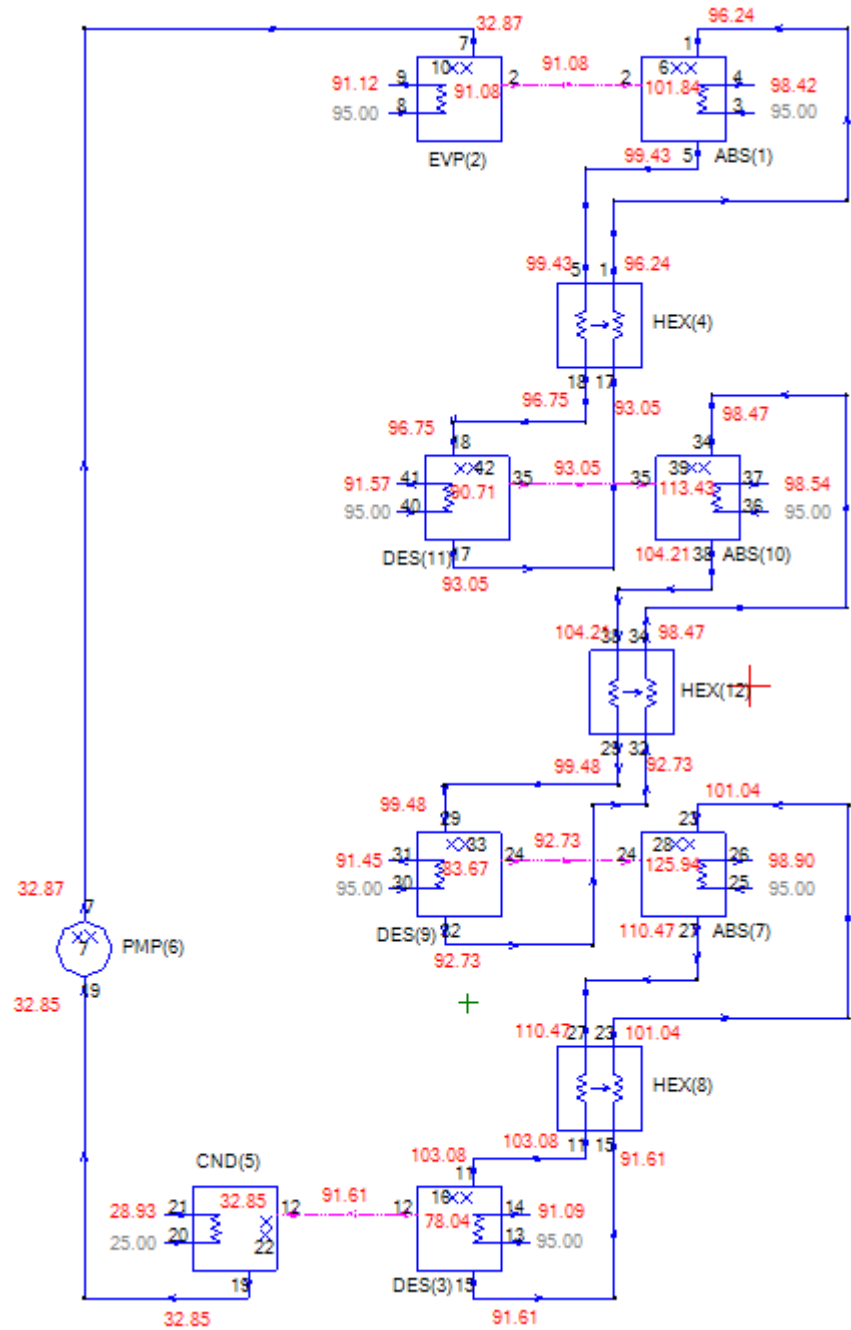 32.87 96.24
7 1
10 91.08 6
91.12 9 2 2 4 98.42
91.08 101.84
95.00 8 3 95.00
EVP(2) 99.43 5 ABS(1)
99.43 5 1 96.24
HEX(4)
18 17
96.75 93.05 98.47
96.75 18 34
42 93.05 39
91.57 41 35 35 37 98.54
90.71 113.43
95.00 40 36 95.00
DES(11) 17 104.21 38 ABS(10)
93.05
104.21 38 34 98.47
HEX(12)
29 32
99.48 92.73
99.48 101.04
29 23
33 92.73 28
91.45 31 24 24 26 98.90
83.67 125.94
95.00 30 25 95.00
32.87 7 DES(9) 32 110.47 27 ABS(7)
7 PMP(6) 92.73
32.85 19
110.47 27 23 101.04
HEX(8)
11 15
103.08 91.61
CND(5) 103.08 11
91.61 16
28.93 21 32.85 12 12 14 91.09
78.04
25.00 20 22 13 95.00
19 DES(3) 15
32.85 91.61